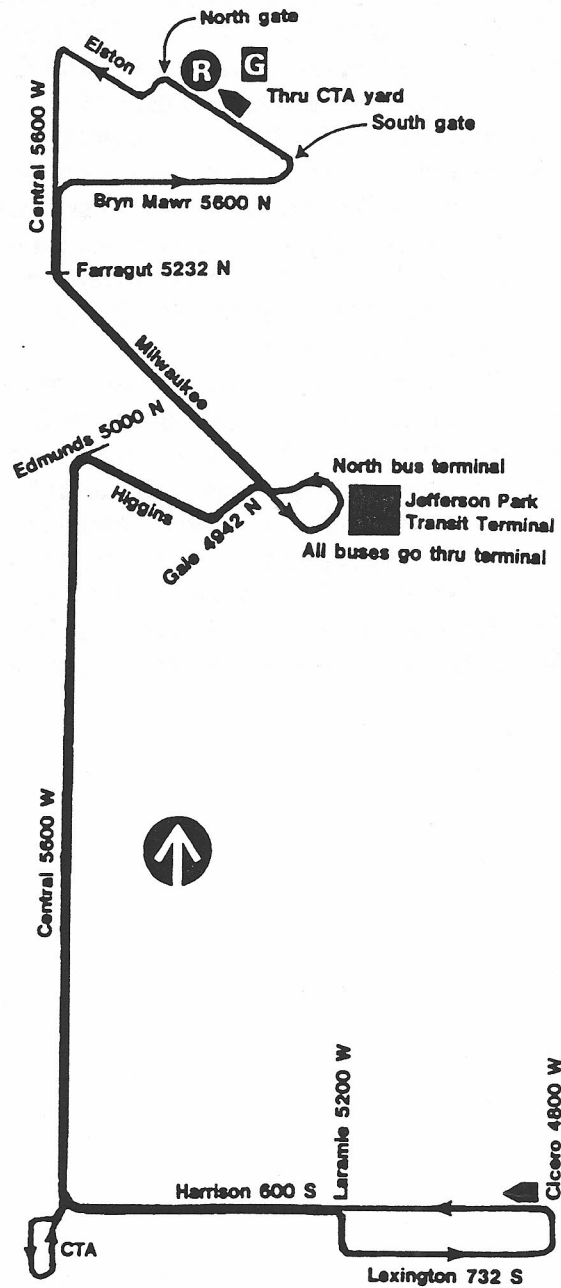 North gate
Elston
R
G
Thru CTA yard
South gate
Central 5600 W
Bryn Mawr 5600 N
Farragut 5232 N
Milwaukee
Edmunds 5000 N
Higgins
Gale 4942 N
North bus terminal
Jefferson Park
Transit Terminal
All buses go thru terminal
Central 5600 W
Laramie 5200 W
Cicero 4800 W
Harrison 600 S
CTA
Lexington 732 S